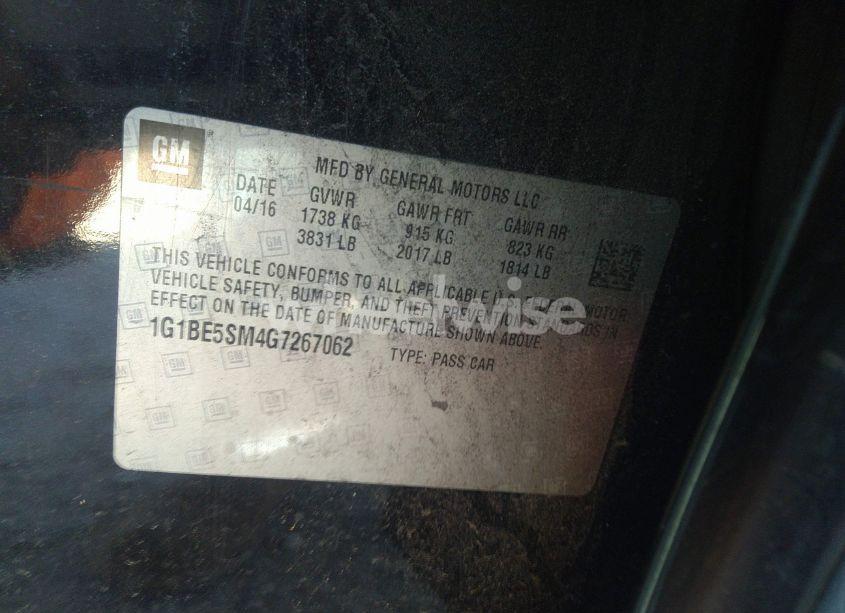 GM
MFD BY GENERAL MOTORS LLC
DATE GVWR GAWR FRT GAWR RR
04/16 1738 KG 915 KG 823 KG
3831 LB 2017 LB 1814 LB
THIS VEHICLE CONFORMS TO ALL APPLICABLE U.S. MOTOR
VEHICLE SAFETY, BUMPER, AND THEFT PREVENTION IN
EFFECT ON THE DATE OF MANUFACTURE SHOWN ABOVE.
1G1BE5SM4G7267062 TYPE: PASS CAR